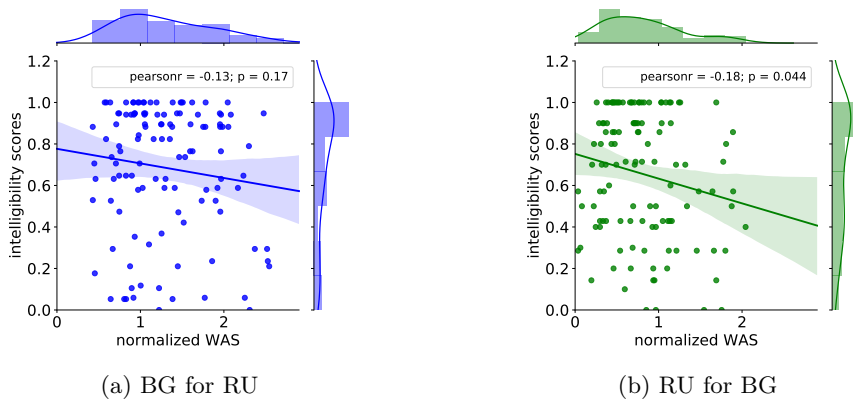 pearsonr = -0.13; p = 0.17
intelligibility scores
1.2
1.0
0.8
0.6
0.4
0.2
0.0
0
1
2
normalized WAS
(a) BG for RU
pearsonr = -0.18; p = 0.044
intelligibility scores
1.2
1.0
0.8
0.6
0.4
0.2
0.0
0
1
2
normalized WAS
(b) RU for BG